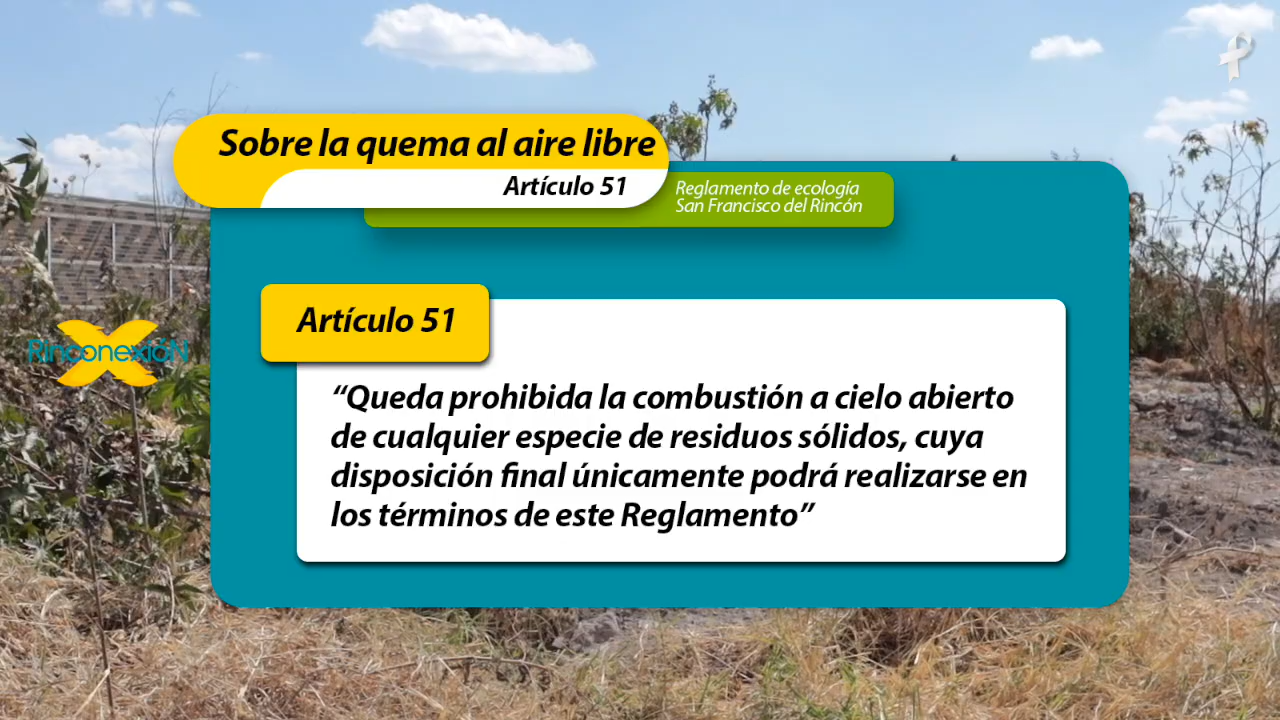 Sobre la quema al aire libre
Artículo 51
Reglamento de ecología
San Francisco del Rincón
Artículo 51
RinconexióN
“Queda prohibida la combustión a cielo abierto
de cualquier especie de residuos sólidos, cuya
disposición final únicamente podrá realizarse en
los términos de este Reglamento”